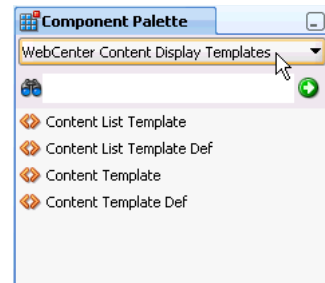 Component Palette
WebCenter Content Display Templates
Content List Template
Content List Template Def
Content Template
Content Template Def